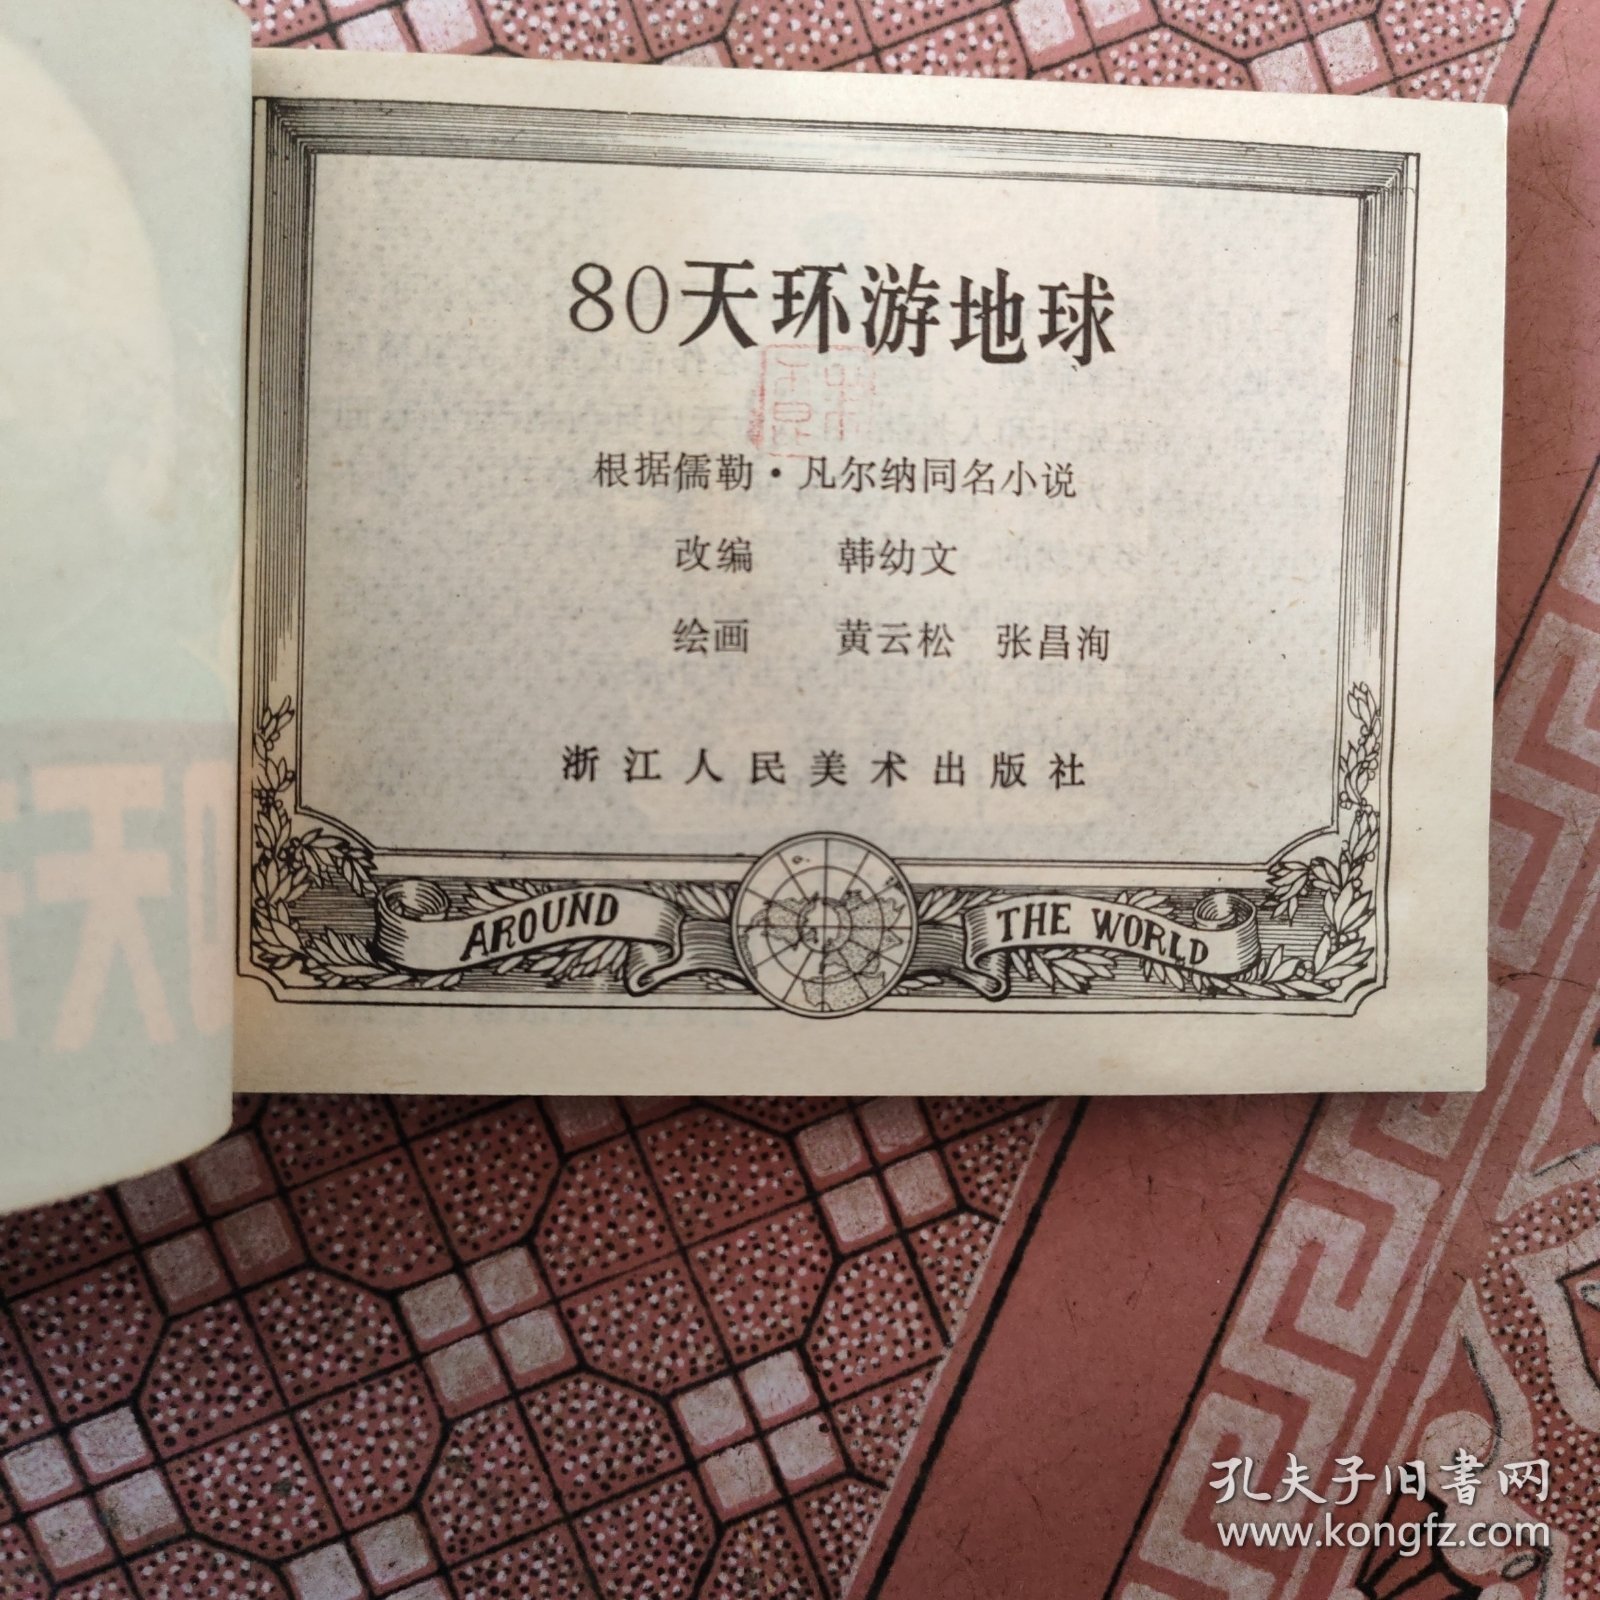 80天环游地球
根据儒勒·凡尔纳同名小说
改编 韩幼文
绘画 黄云松 张昌洵
浙江人民美术出版社
AROUND THE WORLD
孔夫子旧书网
www.kongfz.com